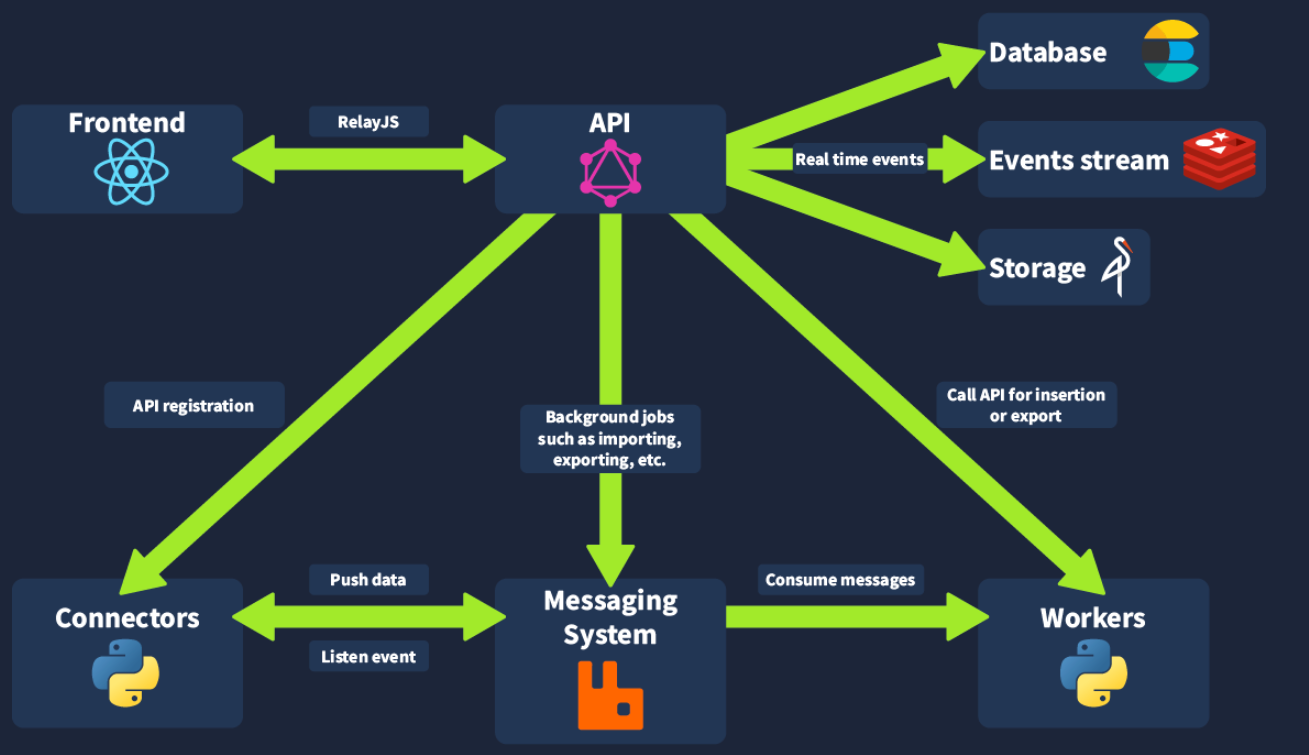 Database
Frontend
RelayJS
API
Real time events
Events stream
Storage
API registration
Background jobs
such as importing,
exporting, etc.
Call API for insertion
or export
Connectors
Push data
Listen event
Messaging
System
Consume messages
Workers